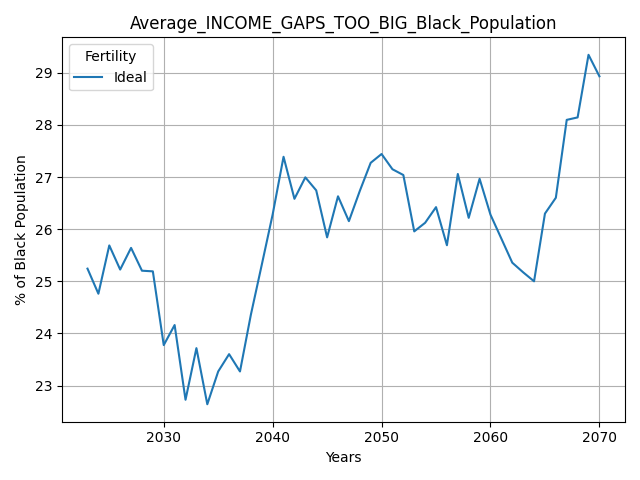 Average_INCOME_GAPS_TOO_BIG_Black_Population
Fertility
Ideal
29
28
27
26
25
24
23
% of Black Population
2030 2040 2050 2060 2070
Years